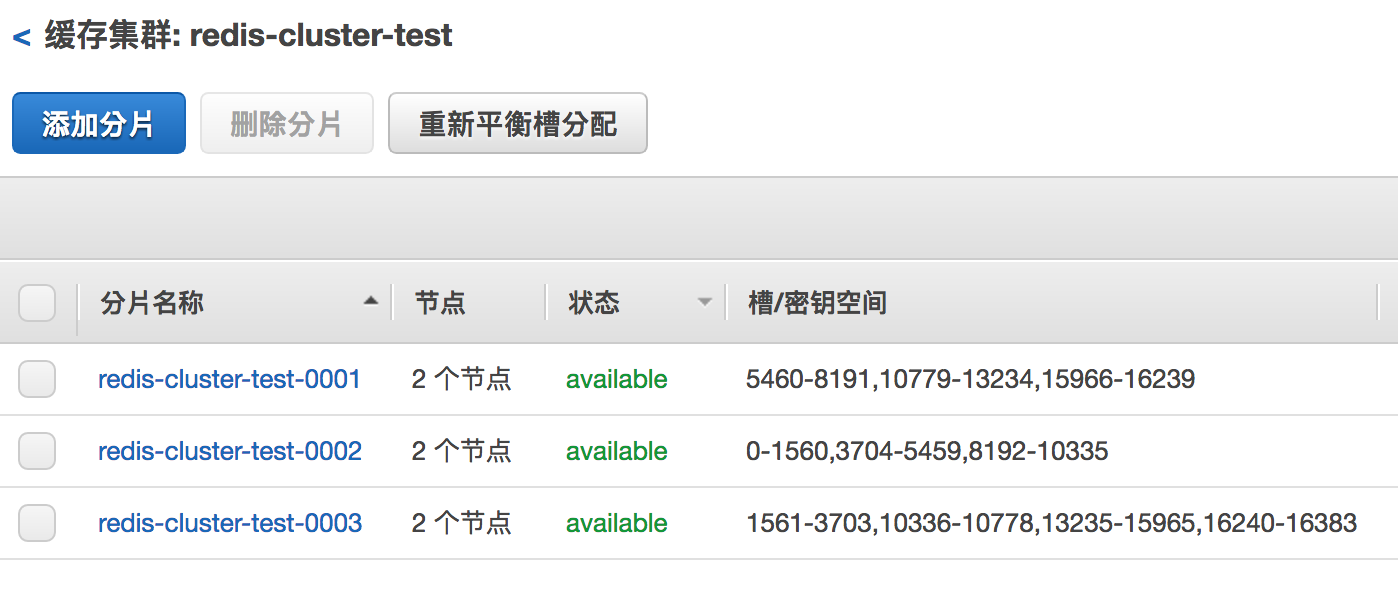 < 缓存集群: redis-cluster-test
添加分片 删除分片 重新平衡槽分配
分片名称 节点 状态 槽/密钥空间
redis-cluster-test-0001 2 个节点 available 5460-8191,10779-13234,15966-16239
redis-cluster-test-0002 2 个节点 available 0-1560,3704-5459,8192-10335
redis-cluster-test-0003 2 个节点 available 1561-3703,10336-10778,13235-15965,16240-16383